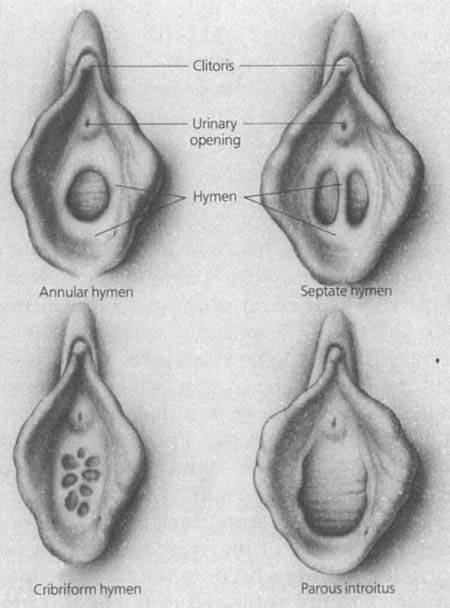 Clitoris
Urinary
opening
Hymen
Annular hymen
Septate hymen
Cribriform hymen
Parous introitus